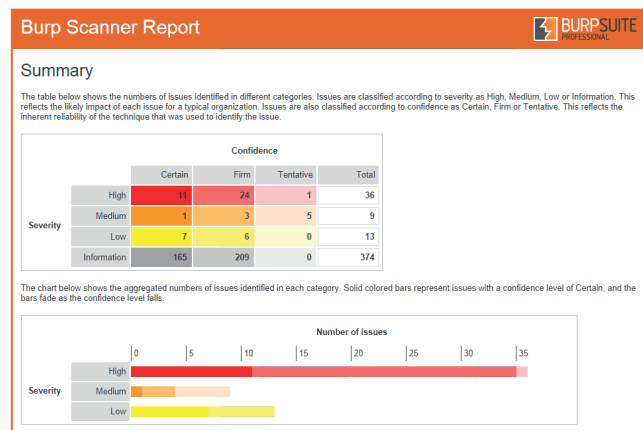 Burp Scanner Report
BURPSUITE
PROFESSIONAL
Summary
The table below shows the numbers of issues identified in different categories. Issues are classified according to severity as High, Medium, Low or Information. This
reflects the likely impact of each issue for a typical organization. Issues are also classified according to confidence as Certain, Firm or Tentative. This reflects the
inherent reliability of the technique that was used to identify the issue.
Confidence
Certain Firm Tentative Total
High 11 24 1 36
Medium 1 3 5 9
Severity
Low 7 6 0 13
Information 165 209 0 374
The chart below shows the aggregated numbers of issues identified in each category. Solid colored bars represent issues with a confidence level of Certain, and the
bars fade as the confidence level falls.
Number of issues
0 5 10 15 20 25 30 35
High
Severity Medium
Low